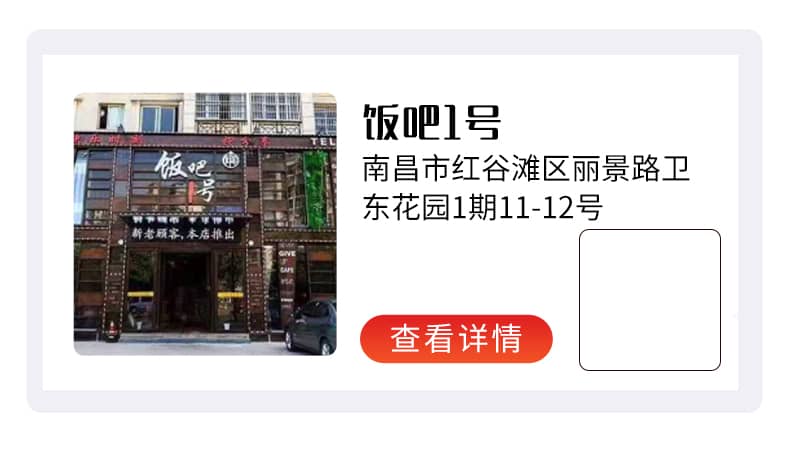 饭吧1号
南昌市红谷滩区丽景路卫
东花园1期11-12号
查看详情
饭吧
1号
新老顾客,本店推出
TEL
GIVE
CAFE